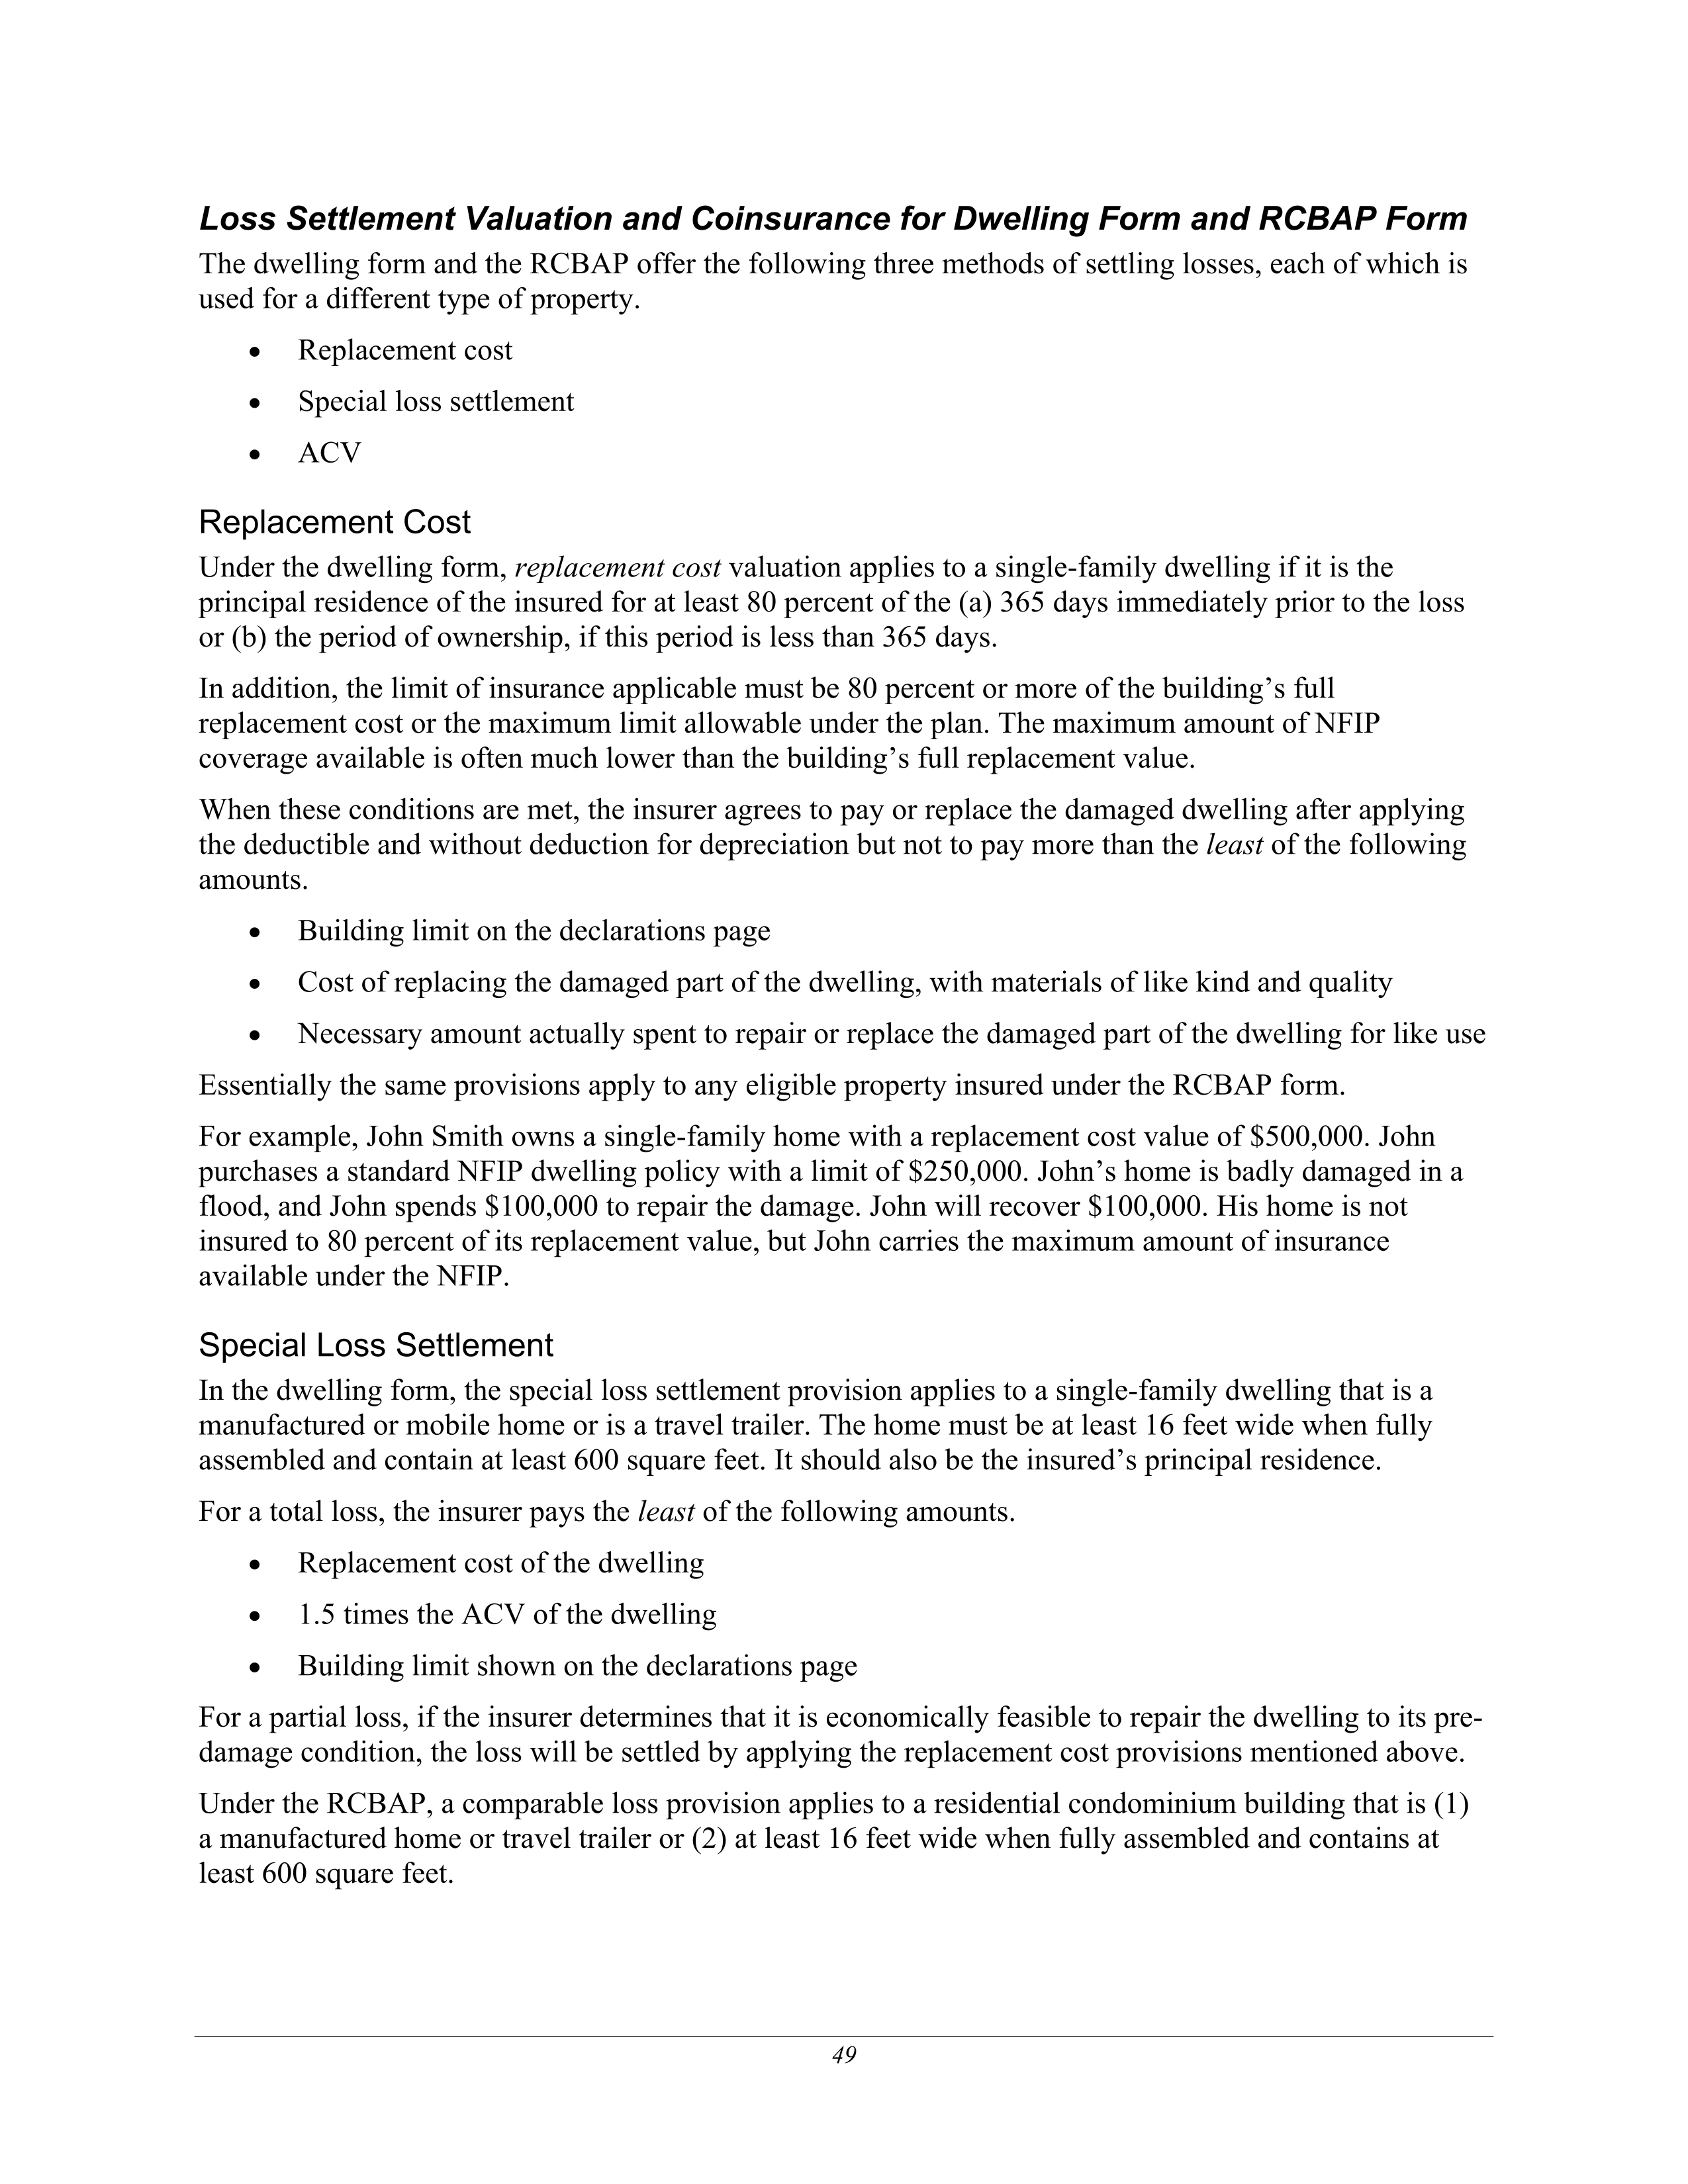 Loss Settlement Valuation and Coinsurance for Dwelling Form and RCBAP Form
The dwelling form and the RCBAP offer the following three methods of settling losses, each of which is
used for a different type of property.
• Replacement cost
• Special loss settlement
• ACV
Replacement Cost
Under the dwelling form, replacement cost valuation applies to a single-family dwelling if it is the
principal residence of the insured for at least 80 percent of the (a) 365 days immediately prior to the loss
or (b) the period of ownership, if this period is less than 365 days.
In addition, the limit of insurance applicable must be 80 percent or more of the building’s full
replacement cost or the maximum limit allowable under the plan. The maximum amount of NFIP
coverage available is often much lower than the building’s full replacement value.
When these conditions are met, the insurer agrees to pay or replace the damaged dwelling after applying
the deductible and without deduction for depreciation but not to pay more than the least of the following
amounts.
• Building limit on the declarations page
• Cost of replacing the damaged part of the dwelling, with materials of like kind and quality
• Necessary amount actually spent to repair or replace the damaged part of the dwelling for like use
Essentially the same provisions apply to any eligible property insured under the RCBAP form.
For example, John Smith owns a single-family home with a replacement cost value of $500,000. John
purchases a standard NFIP dwelling policy with a limit of $250,000. John’s home is badly damaged in a
flood, and John spends $100,000 to repair the damage. John will recover $100,000. His home is not
insured to 80 percent of its replacement value, but John carries the maximum amount of insurance
available under the NFIP.
Special Loss Settlement
In the dwelling form, the special loss settlement provision applies to a single-family dwelling that is a
manufactured or mobile home or is a travel trailer. The home must be at least 16 feet wide when fully
assembled and contain at least 600 square feet. It should also be the insured’s principal residence.
For a total loss, the insurer pays the least of the following amounts.
• Replacement cost of the dwelling
• 1.5 times the ACV of the dwelling
• Building limit shown on the declarations page
For a partial loss, if the insurer determines that it is economically feasible to repair the dwelling to its pre-
damage condition, the loss will be settled by applying the replacement cost provisions mentioned above.
Under the RCBAP, a comparable loss provision applies to a residential condominium building that is (1)
a manufactured home or travel trailer or (2) at least 16 feet wide when fully assembled and contains at
least 600 square feet.
49